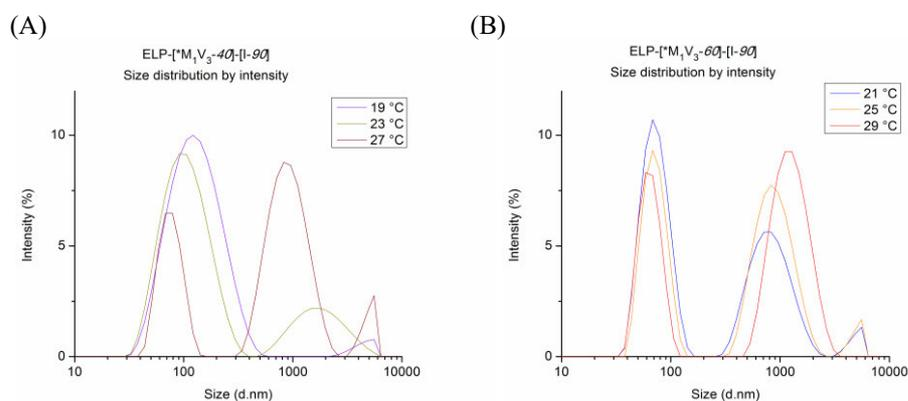 (A)
ELP-[*M₁V₃-40]-[I-90]
Size distribution by intensity
19 °C
23 °C
27 °C
10
5
0
Intensity (%)
10 100 1000 10000
Size (d.nm)
(B)
ELP-[*M₁V₃-60]-[I-90]
Size distribution by intensity
21 °C
25 °C
29 °C
10
5
0
Intensity (%)
10 100 1000 10000
Size (d.nm)